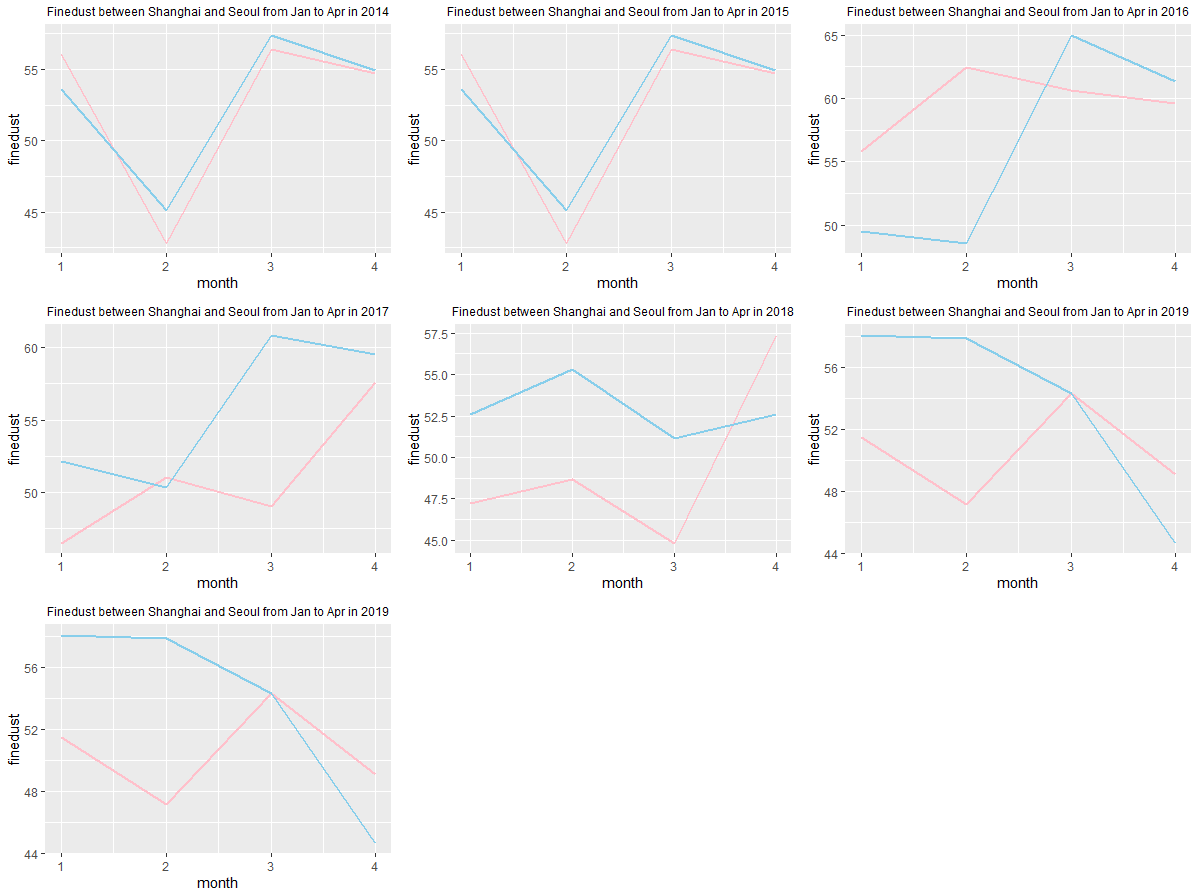 Finedust between Shanghai and Seoul from Jan to Apr in 2014
finedust
55
50
45
1 2 3 4
month
Finedust between Shanghai and Seoul from Jan to Apr in 2015
finedust
55
50
45
1 2 3 4
month
Finedust between Shanghai and Seoul from Jan to Apr in 2016
finedust
65
60
55
50
1 2 3 4
month
Finedust between Shanghai and Seoul from Jan to Apr in 2017
finedust
60
55
50
1 2 3 4
month
Finedust between Shanghai and Seoul from Jan to Apr in 2018
finedust
57.5
55.0
52.5
50.0
47.5
45.0
1 2 3 4
month
Finedust between Shanghai and Seoul from Jan to Apr in 2019
finedust
56
52
48
44
1 2 3 4
month
Finedust between Shanghai and Seoul from Jan to Apr in 2019
finedust
56
52
48
44
1 2 3 4
month